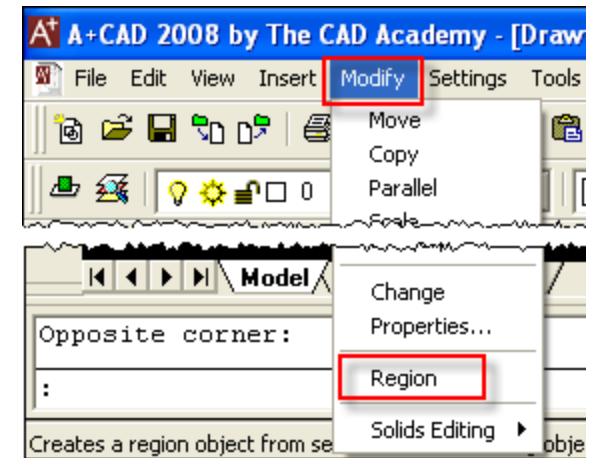 A+CAD 2008 by The CAD Academy - [Draw
File Edit View Insert Modify Settings Tools
Move
Copy
0
Parallel
Scale
Model
Change
Properties...
Opposite corner:
Region
:
Solids Editing
Creates a region object from se
obje